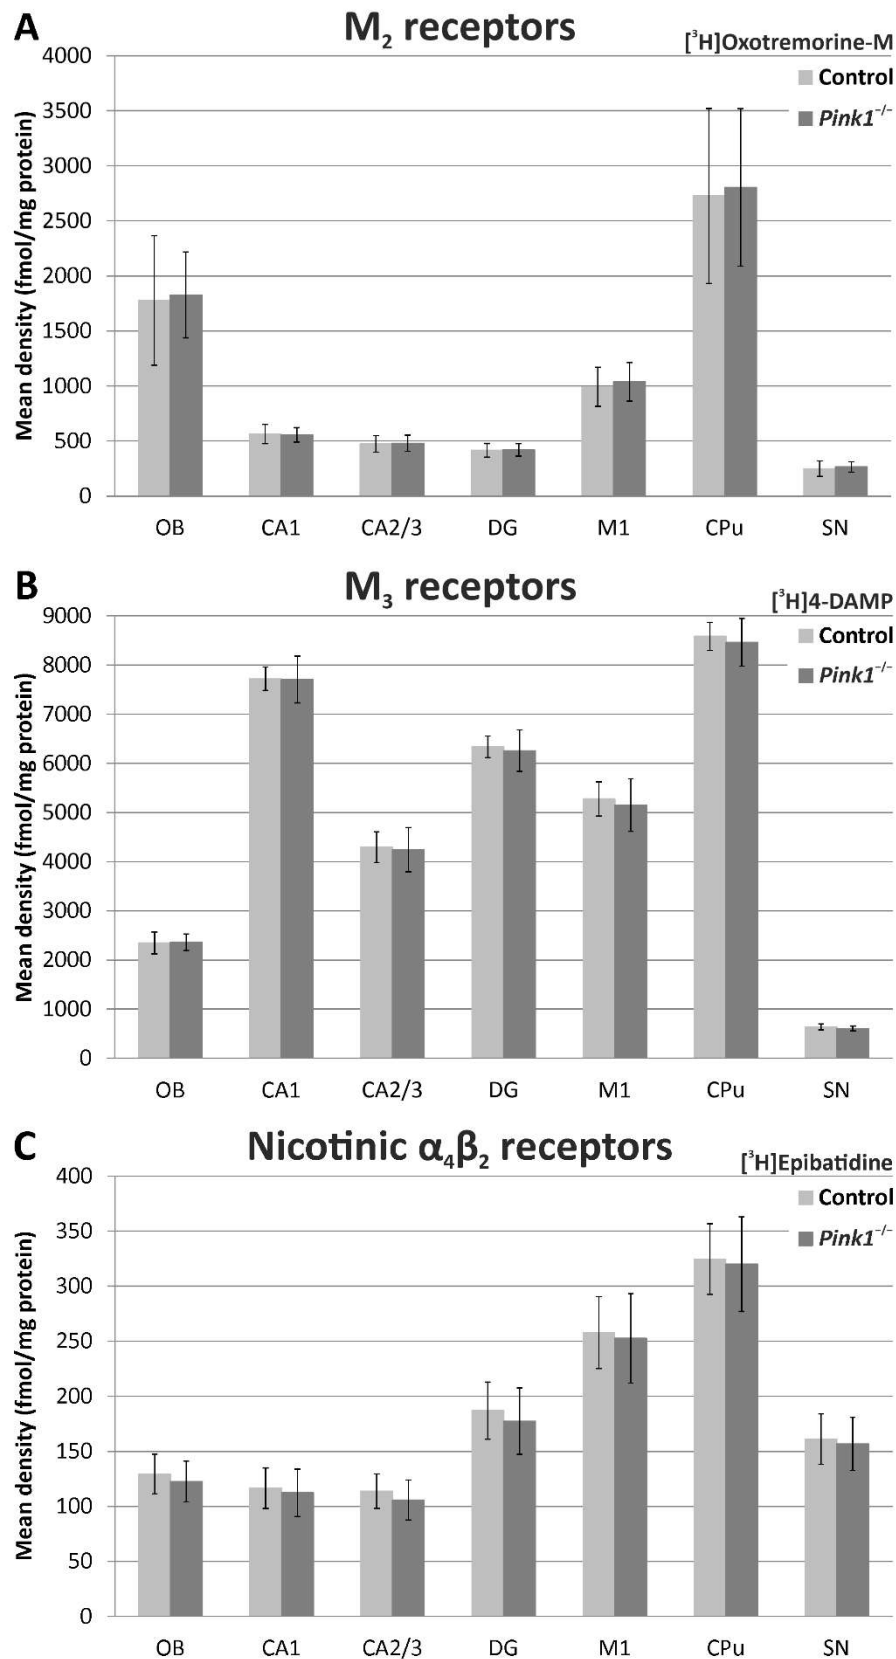 A
M₂ receptors
[³H]Oxotremorine-M
Control
Pink1⁻/⁻
Mean density (fmol/mg protein)
4000
3500
3000
2500
2000
1500
1000
500
0
OB CA1 CA2/3 DG M1 CPu SN
B
M₃ receptors
[³H]4-DAMP
Control
Pink1⁻/⁻
Mean density (fmol/mg protein)
9000
8000
7000
6000
5000
4000
3000
2000
1000
0
OB CA1 CA2/3 DG M1 CPu SN
C
Nicotinic α₄β₂ receptors
[³H]Epibatidine
Control
Pink1⁻/⁻
Mean density (fmol/mg protein)
400
350
300
250
200
150
100
50
0
OB CA1 CA2/3 DG M1 CPu SN